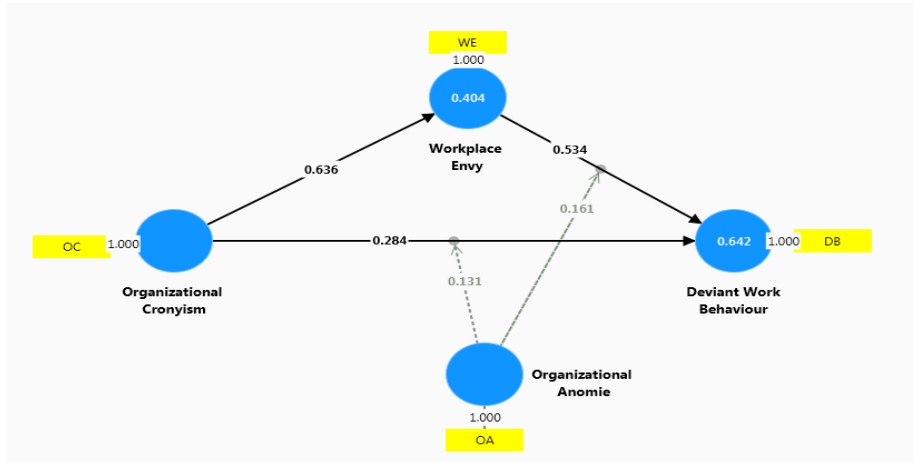 WE
1.000
0.404
Workplace
Envy
0.534
0.636
0.161
OC
1.000
0.284
0.642
1.000
DB
Organizational
Cronyism
0.131
Deviant Work
Behaviour
Organizational
Anomie
1.000
OA